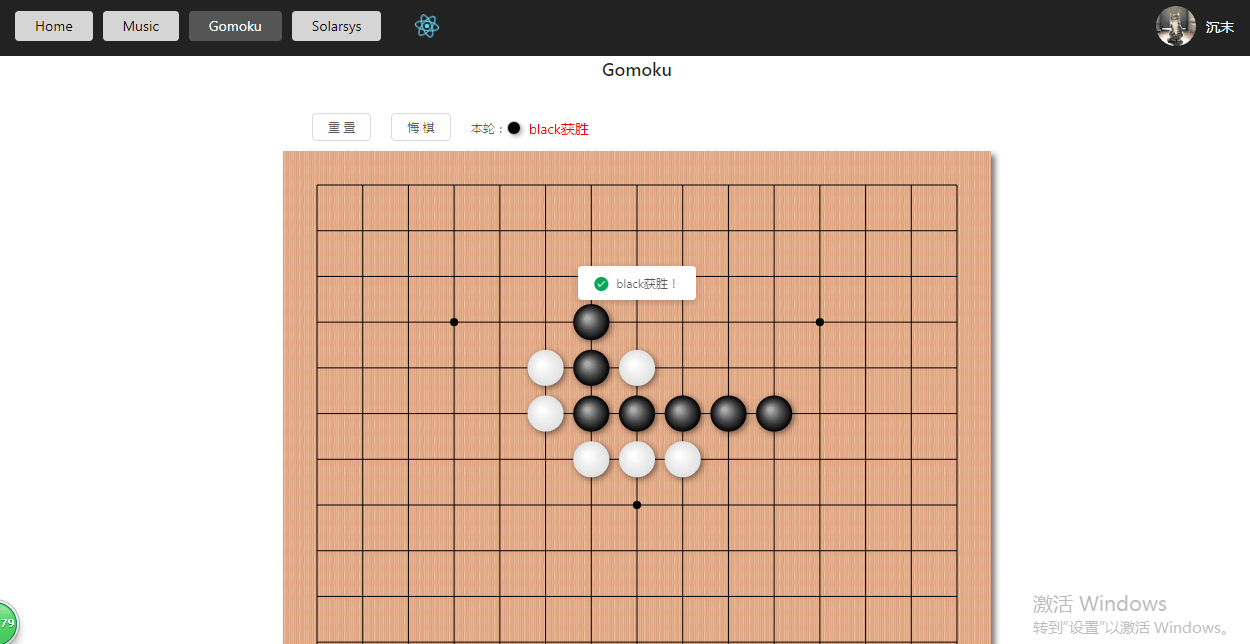 Home Music Gomoku Solarsys 沉末
Gomoku
重 置 悔 棋 本轮： black获胜
black获胜！
激活 Windows
转到“设置”以激活 Windows。
79